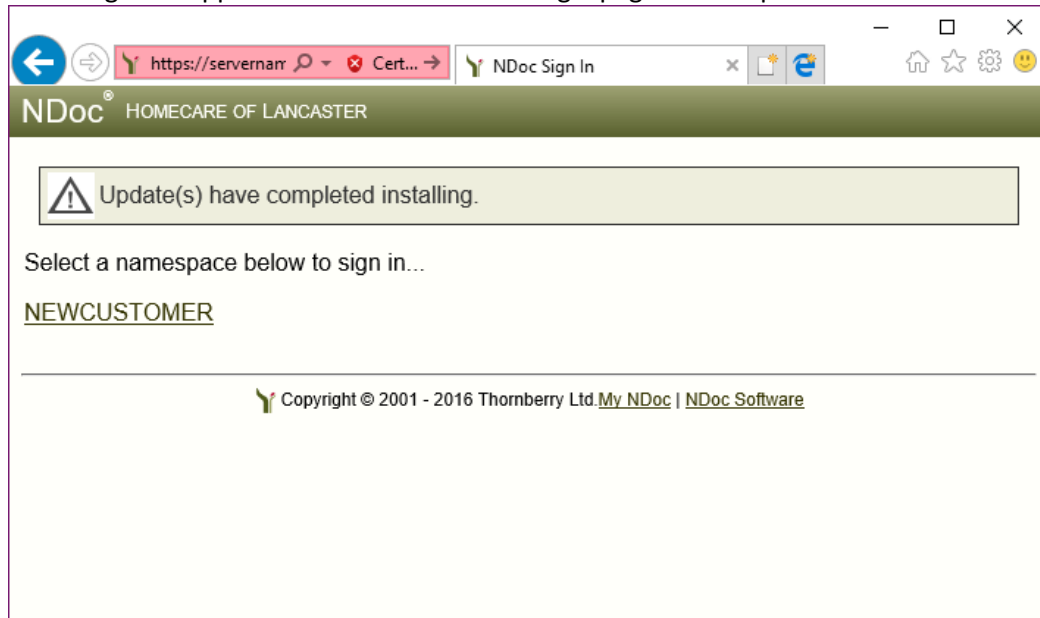 https://servernam Cert...
NDoc Sign In
NDoc® HOMECARE OF LANCASTER
Update(s) have completed installing.
Select a namespace below to sign in...
NEWCUSTOMER
Copyright © 2001 - 2016 Thornberry Ltd.My NDoc | NDoc Software